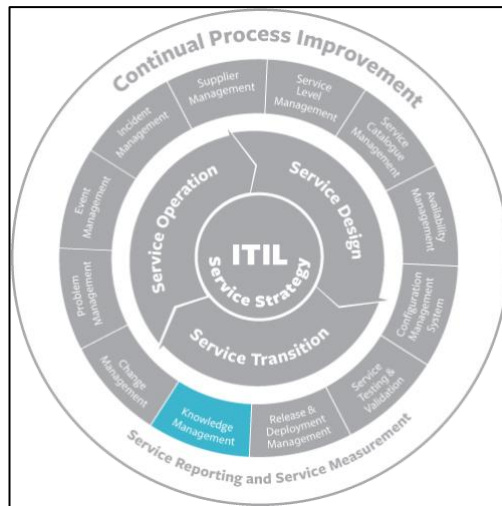 Continual Process Improvement
Supplier
Management
Service
Level
Management
Service
Catalogue
Management
Availability
Management
Configuration
Management
System
Service
Testing &
Validation
Release &
Deployment
Management
Knowledge
Management
Change
Management
Problem
Management
Event
Management
Incident
Management
Service Operation
Service Design
Service Transition
ITIL
Service Strategy
Service Reporting and Service Measurement